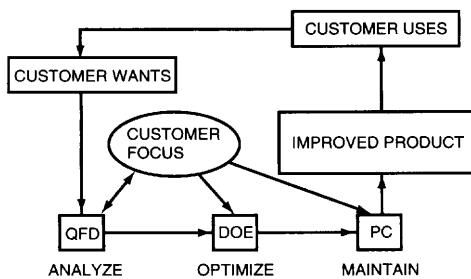 CUSTOMER USES
CUSTOMER WANTS
CUSTOMER
FOCUS
IMPROVED PRODUCT
QFD
DOE
PC
ANALYZE
OPTIMIZE
MAINTAIN